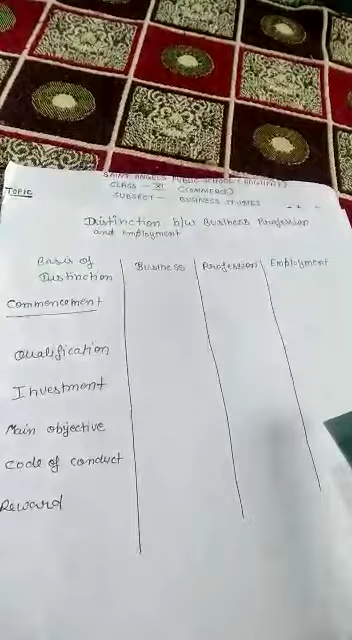 SAINT ANGELS PUBLIC SCHOOL
CLASS - XI (COMMERCE)
TOPIC
SUBJECT - BUSINESS STUDIES
Distinction b/w Business Profession
and employment
Basis of Distinction
Business
Profession
Employment
Commencement
Qualification
Investment
Main objective
Code of conduct
Reward